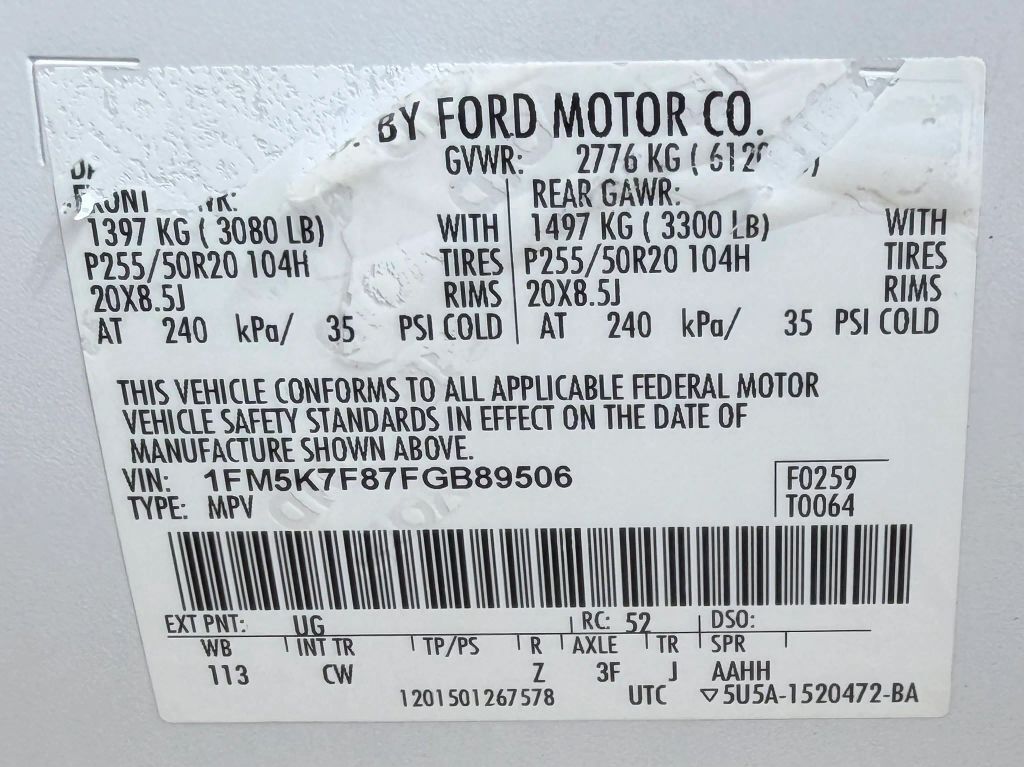 BY FORD MOTOR CO.
GVWR: 2776 KG (
REAR GAWR:
1397 KG ( 3080 LB) WITH 1497 KG ( 3300 LB) WITH
P255/50R20 104H TIRES P255/50R20 104H TIRES
20X8.5J RIMS 20X8.5J RIMS
AT 240 kPa/ 35 PSI COLD AT 240 kPa/ 35 PSI COLD
THIS VEHICLE CONFORMS TO ALL APPLICABLE FEDERAL MOTOR
VEHICLE SAFETY STANDARDS IN EFFECT ON THE DATE OF
MANUFACTURE SHOWN ABOVE.
VIN: 1FM5K7F87FGB89506 F0259
TYPE: MPV T0064
EXT PNT: UG RC: 52 DSO:
WB INT TR TP/PS R AXLE TR SPR
113 CW Z 3F J AAHH
1201501267578 UTC ▽5U5A-1520472-BA